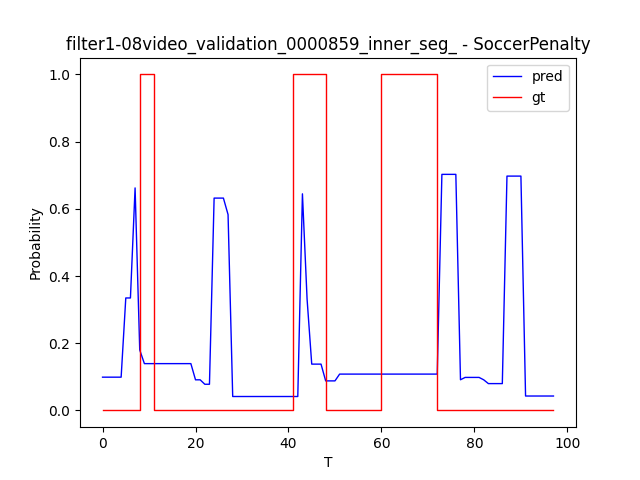 filter1-08video_validation_0000859_inner_seg_ - SoccerPenalty
pred
gt
1.0
0.8
0.6
0.4
0.2
0.0
Probability
0
20
40
60
80
100
T